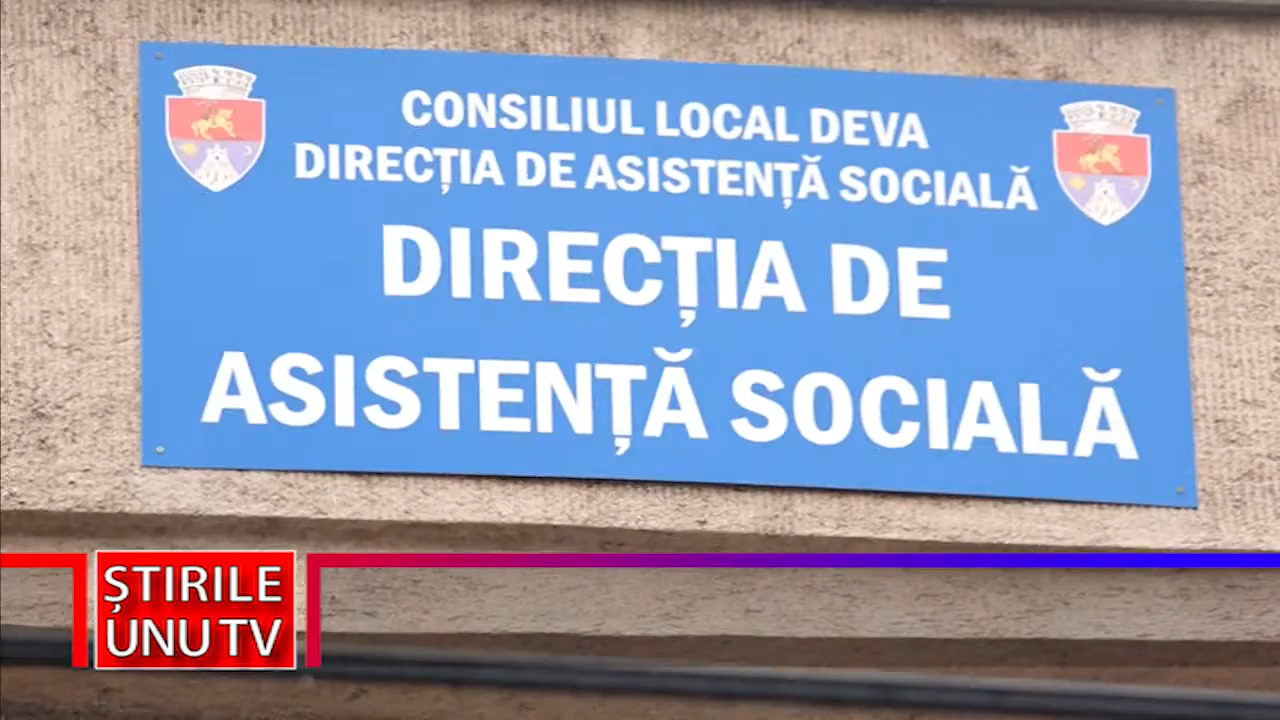 CONSILIUL LOCAL DEVA
DIRECȚIA DE ASISTENȚĂ SOCIALĂ
DIRECȚIA DE
ASISTENȚĂ SOCIALĂ
ȘTIRILE
UNU TV